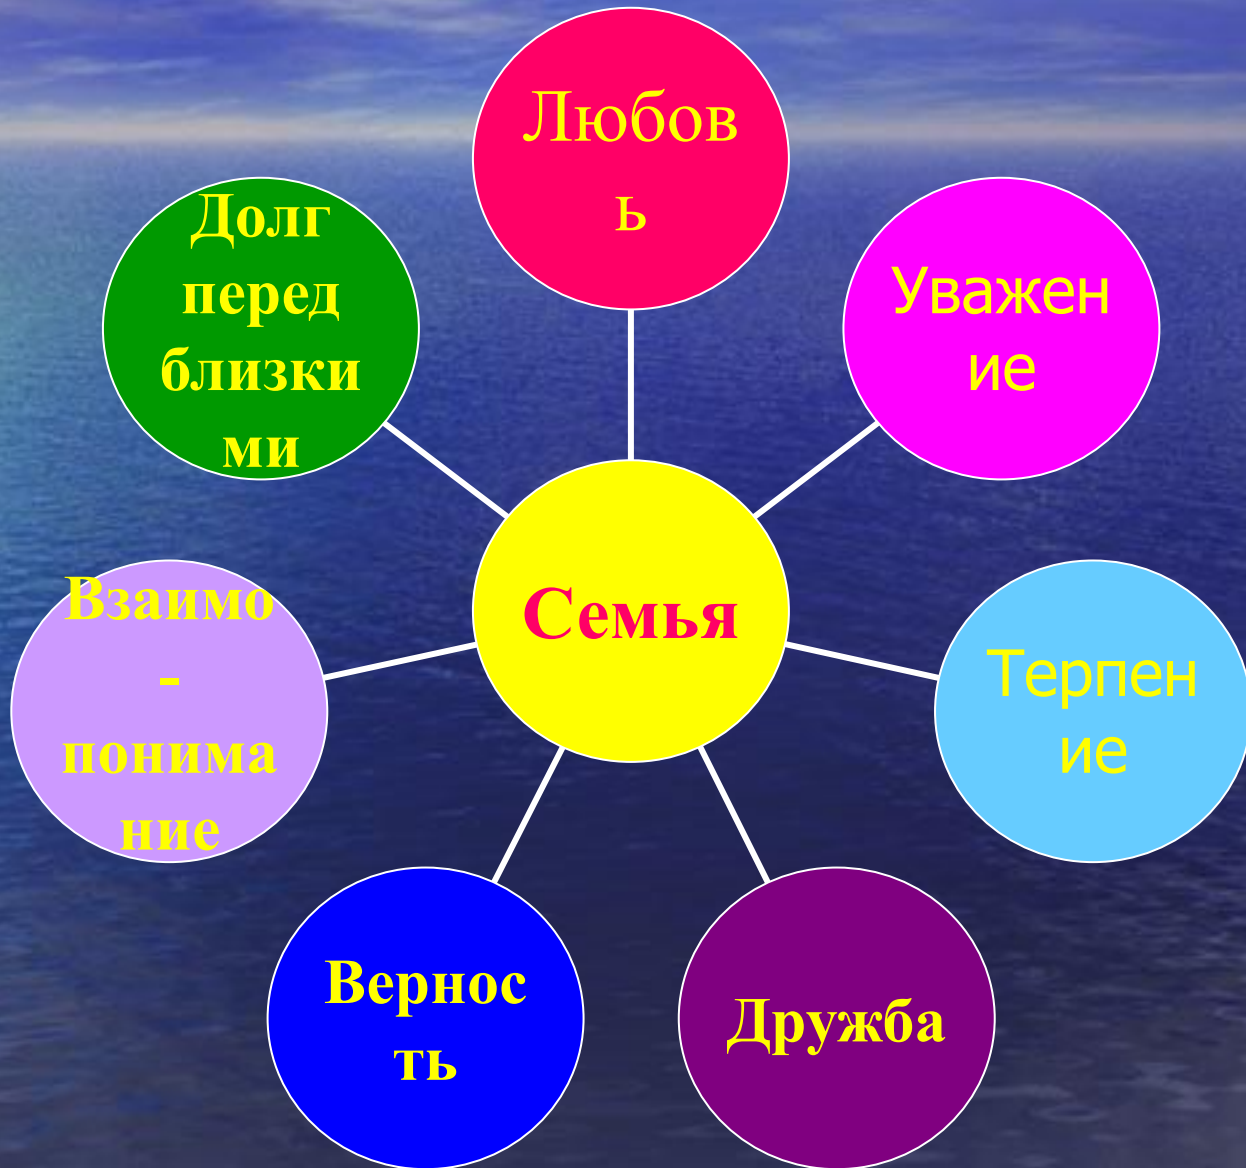 Любов
ь
Уважен
ие
Терпен
ие
Дружба
Вернос
ть
Взаимо
-
понима
ние
Долг
перед
близки
ми
Семья